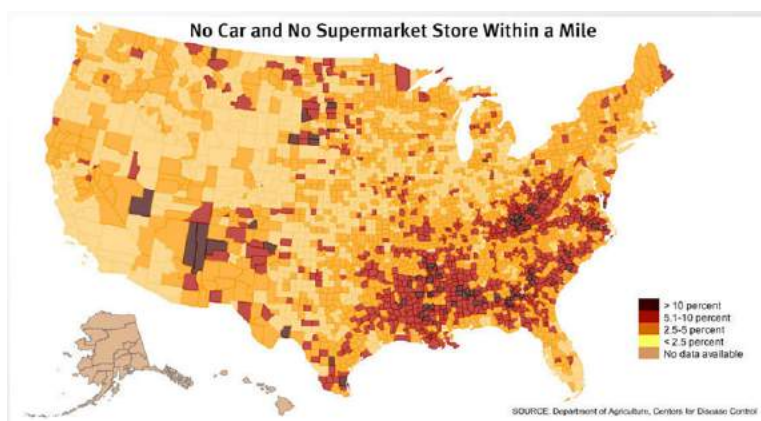 No Car and No Supermarket Store Within a Mile
> 10 percent
5.1-10 percent
2.5-5 percent
< 2.5 percent
No data available
SOURCE: Department of Agriculture, Centers for Disease Control